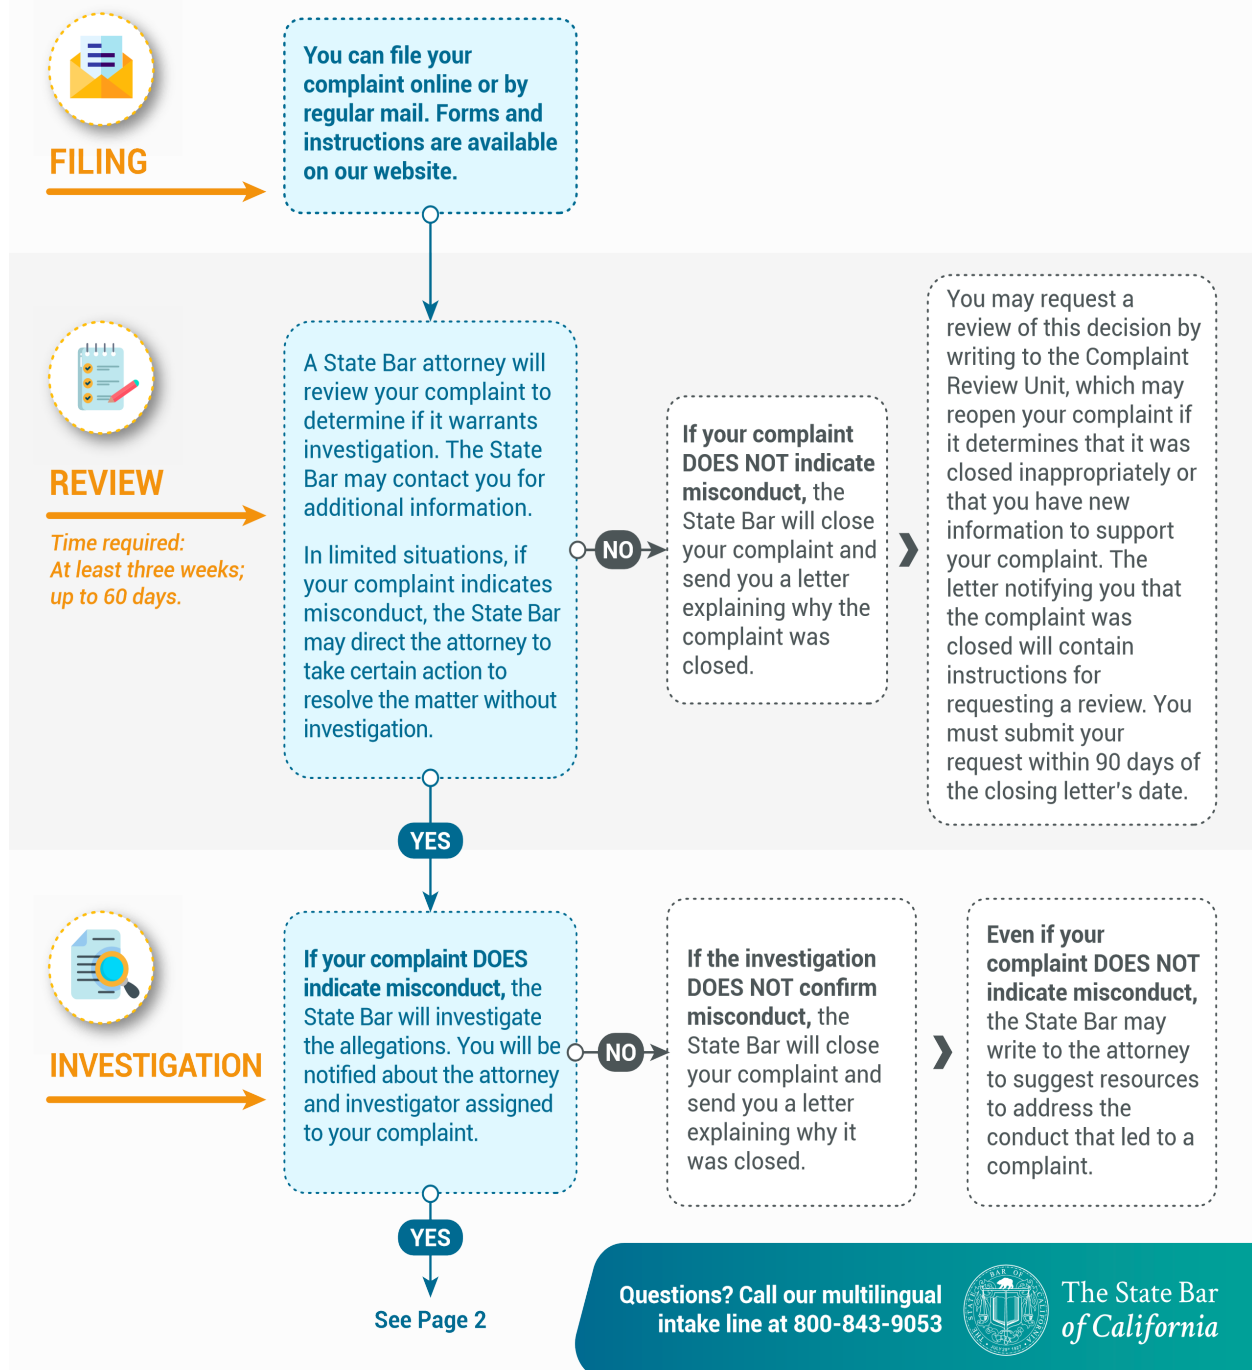 FILING
You can file your
complaint online or by
regular mail. Forms and
instructions are available
on our website.
REVIEW
Time required:
At least three weeks;
up to 60 days.
A State Bar attorney will
review your complaint to
determine if it warrants
investigation. The State
Bar may contact you for
additional information.
In limited situations, if
your complaint indicates
misconduct, the State Bar
may direct the attorney to
take certain action to
resolve the matter without
investigation.
NO
If your complaint
DOES NOT indicate
misconduct, the
State Bar will close
your complaint and
send you a letter
explaining why the
complaint was
closed.
You may request a
review of this decision by
writing to the Complaint
Review Unit, which may
reopen your complaint if
it determines that it was
closed inappropriately or
that you have new
information to support
your complaint. The
letter notifying you that
the complaint was
closed will contain
instructions for
requesting a review. You
must submit your
request within 90 days of
the closing letter's date.
YES
INVESTIGATION
If your complaint DOES
indicate misconduct, the
State Bar will investigate
the allegations. You will be
notified about the attorney
and investigator assigned
to your complaint.
NO
If the investigation
DOES NOT confirm
misconduct, the
State Bar will close
your complaint and
send you a letter
explaining why it
was closed.
Even if your
complaint DOES NOT
indicate misconduct,
the State Bar may
write to the attorney
to suggest resources
to address the
conduct that led to a
complaint.
YES
See Page 2
Questions? Call our multilingual
intake line at 800-843-9053
THE STATE BAR OF CALIFORNIA
The State Bar
of California